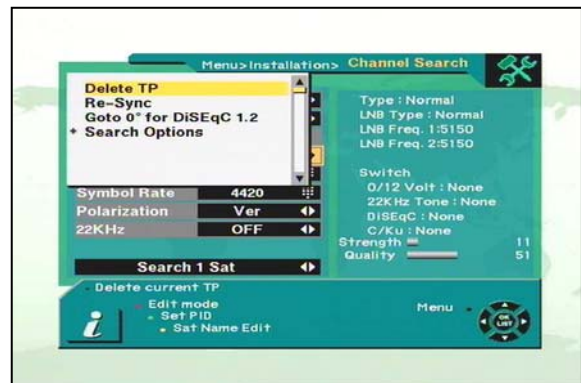 Menu>Installation> Channel Search
Delete TP
Re-Sync
Goto 0° for DiSEqC 1.2
+ Search Options
Symbol Rate 4420
Polarization Ver
22KHz OFF
Search 1 Sat
Type : Normal
LNB Type : Normal
LNB Freq. 1:5150
LNB Freq. 2:5150
Switch
0/12 Volt : None
22KHz Tone : None
DiSEqC : None
C/Ku : None
Strength 11
Quality 51
Delete current TP
Edit mode
Set PID
Sat Name Edit
i
Menu
OK
LIST